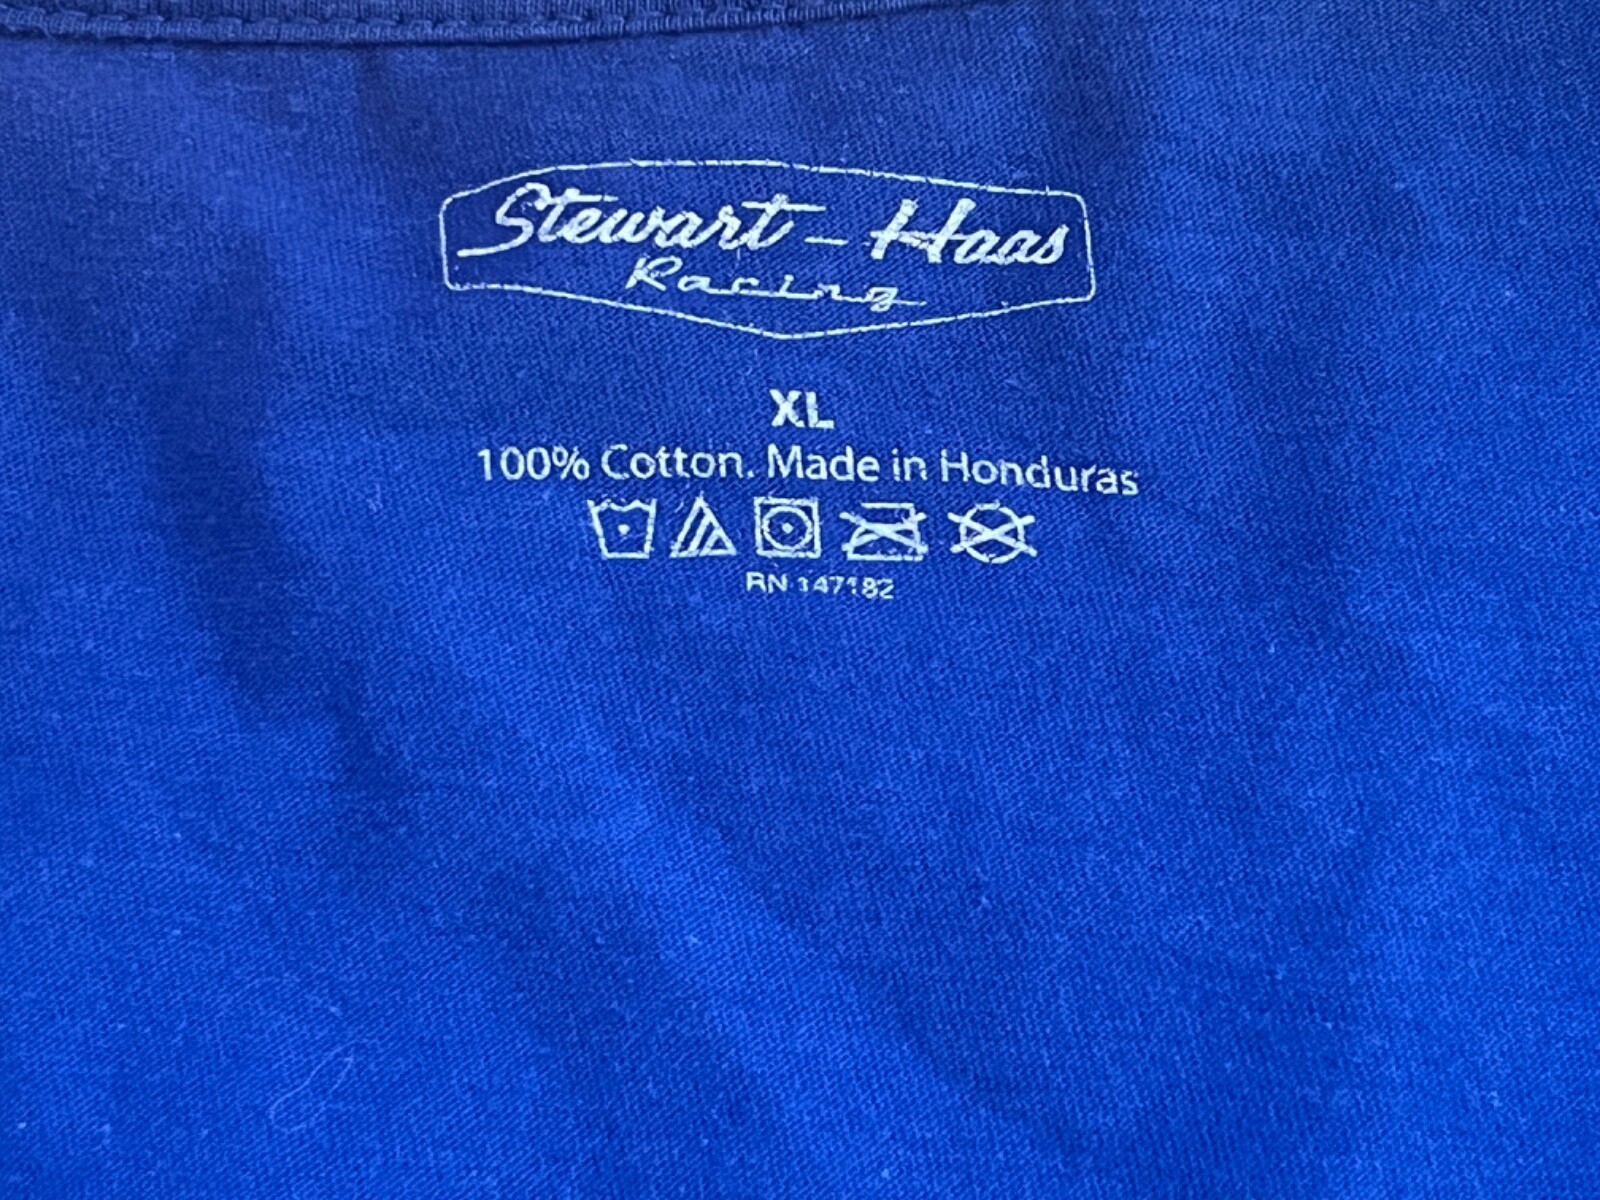 Stewart-Haas
Racing
XL
100% Cotton. Made in Honduras
RN 147182